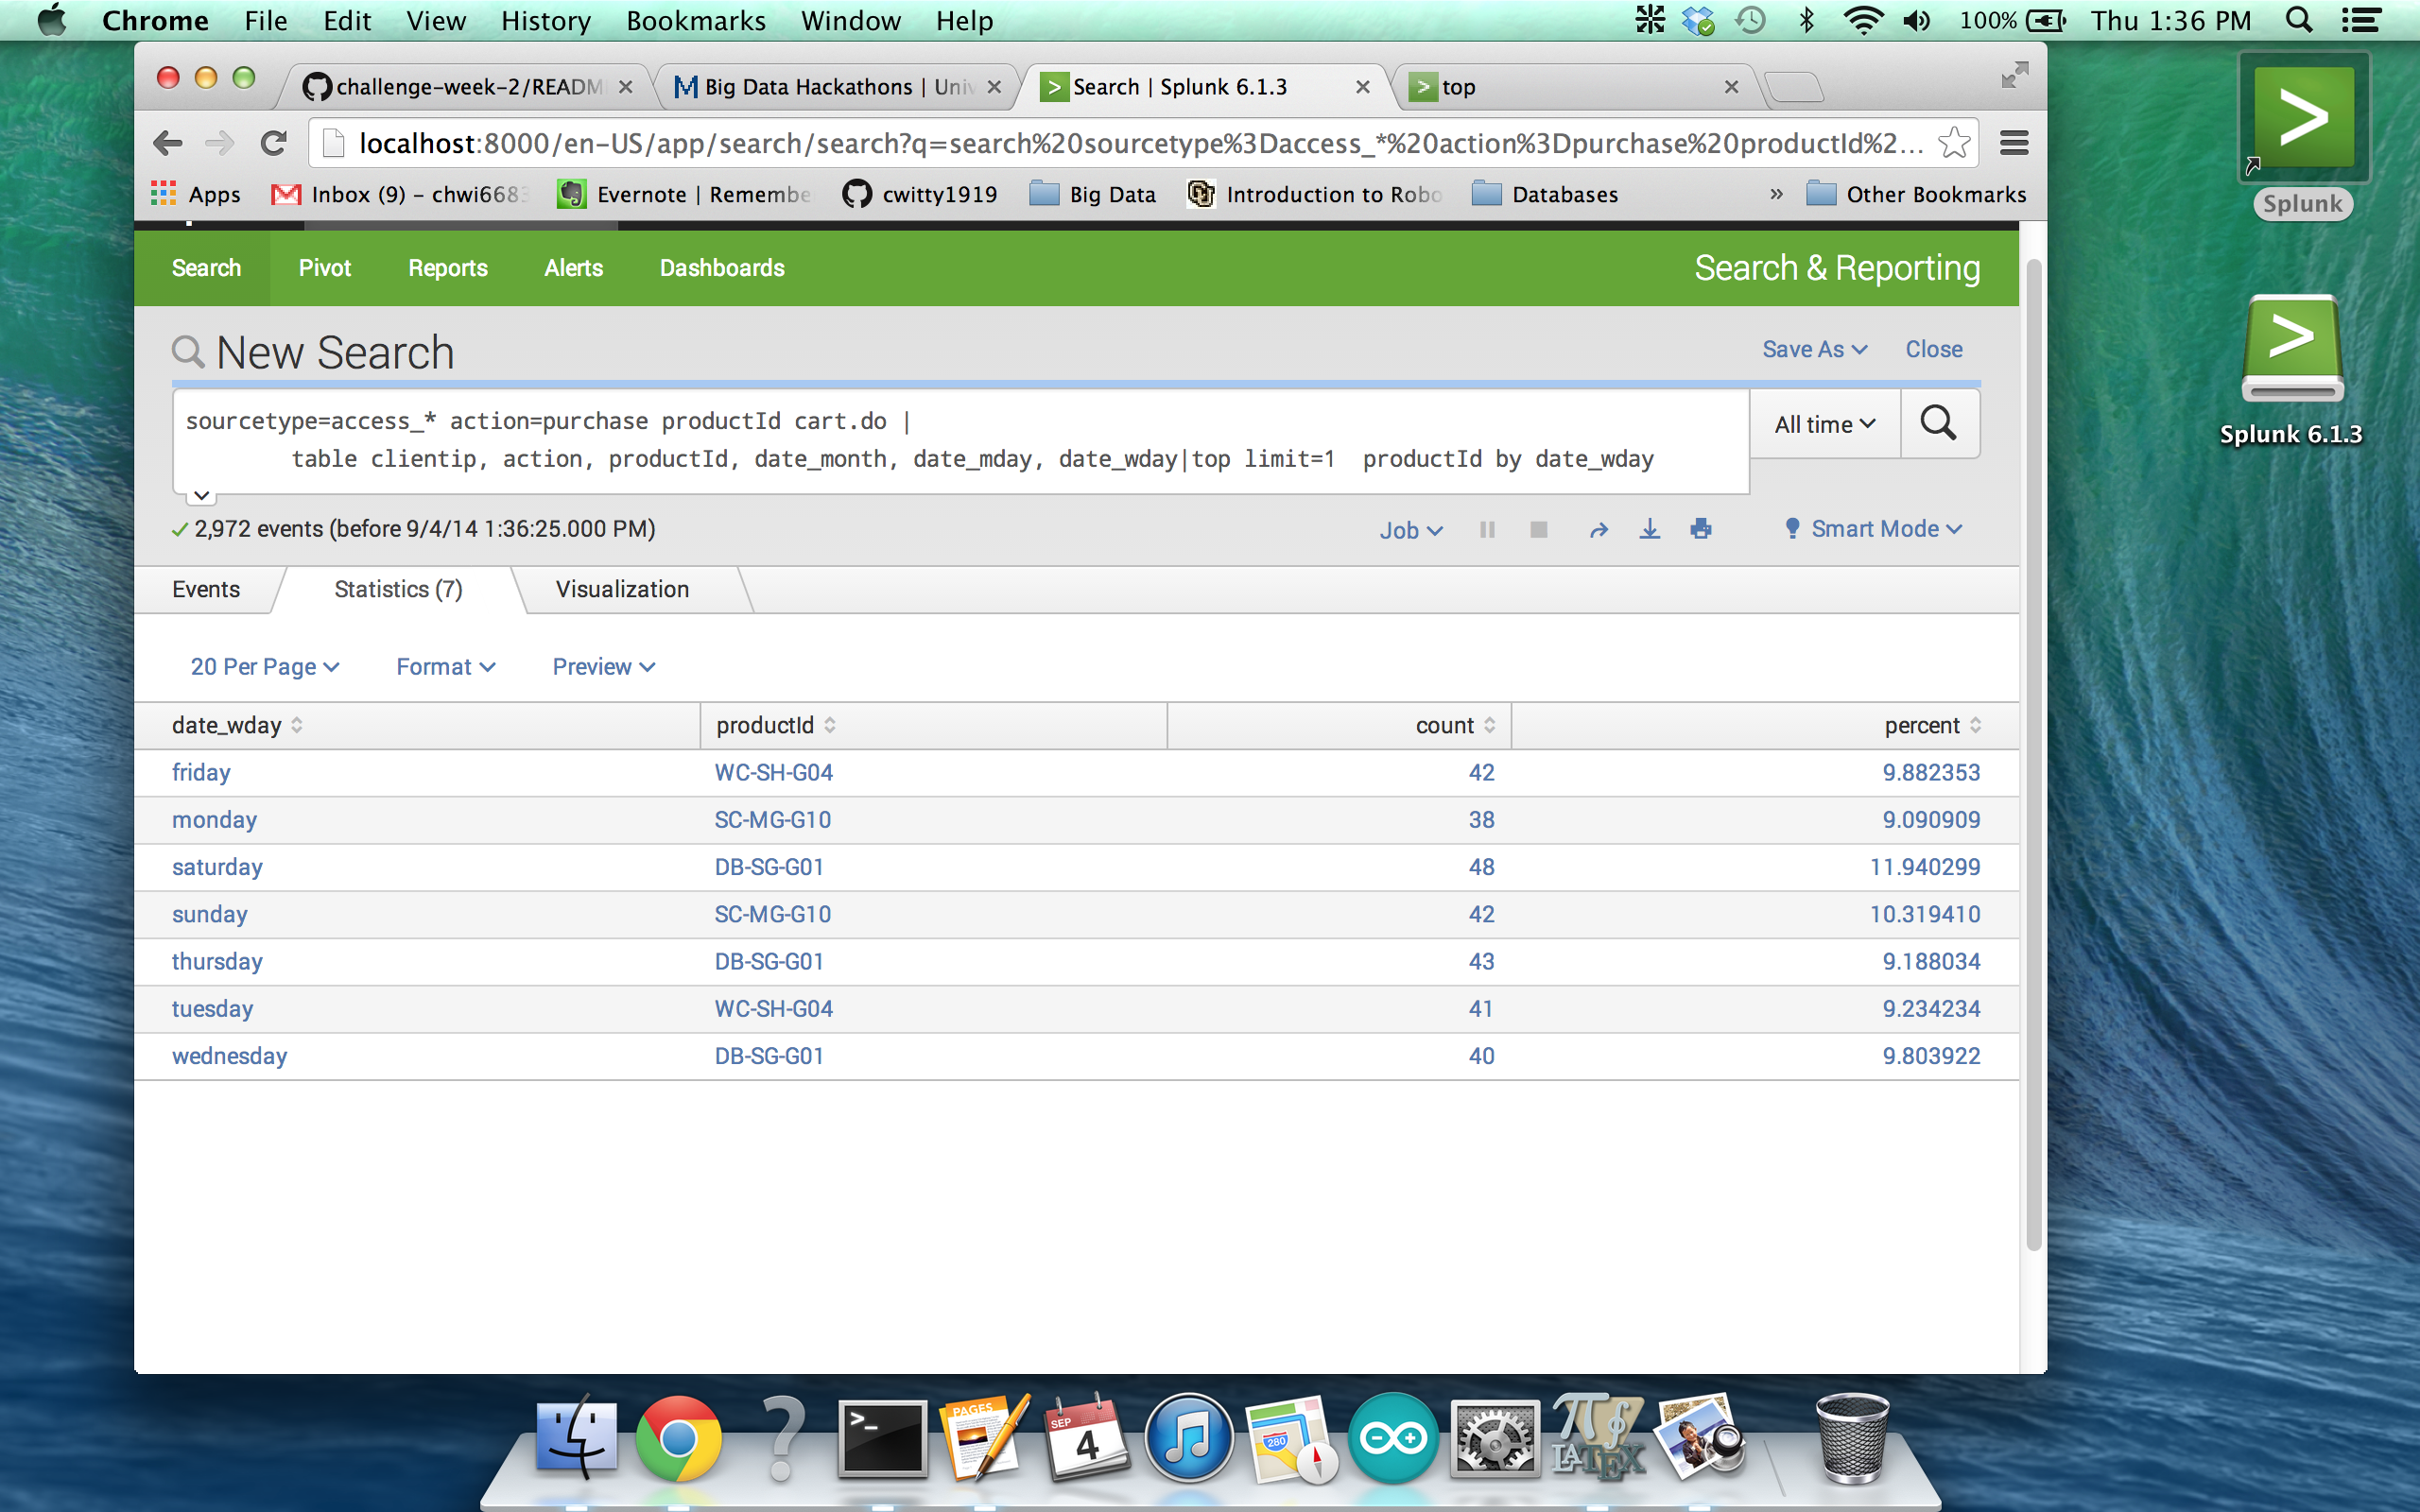 Chrome File Edit View History Bookmarks Window Help 100% Thu 1:36 PM
challenge-week-2/READM Big Data Hackathons | Univ Search | Splunk 6.1.3 top
localhost:8000/en-US/app/search/search?q=search%20sourcetype%3Daccess_*%20action%3Dpurchase%20productId%2...
Apps Inbox (9) – chwi6683 Evernote | Remembe cwitty1919 Big Data Introduction to Robo Databases » Other Bookmarks
Splunk
Splunk 6.1.3
Search Pivot Reports Alerts Dashboards Search & Reporting
New Search Save As Close
sourcetype=access_* action=purchase productId cart.do |
table clientip, action, productId, date_month, date_mday, date_wday|top limit=1  productId by date_wday
All time
2,972 events (before 9/4/14 1:36:25.000 PM) Job Smart Mode
Events Statistics (7) Visualization
20 Per Page Format Preview
date_wday productId count percent
friday WC-SH-G04 42 9.882353
monday SC-MG-G10 38 9.090909
saturday DB-SG-G01 48 11.940299
sunday SC-MG-G10 42 10.319410
thursday DB-SG-G01 43 9.188034
tuesday WC-SH-G04 41 9.234234
wednesday DB-SG-G01 40 9.803922
PAGES
SEP
4
280
LATEX